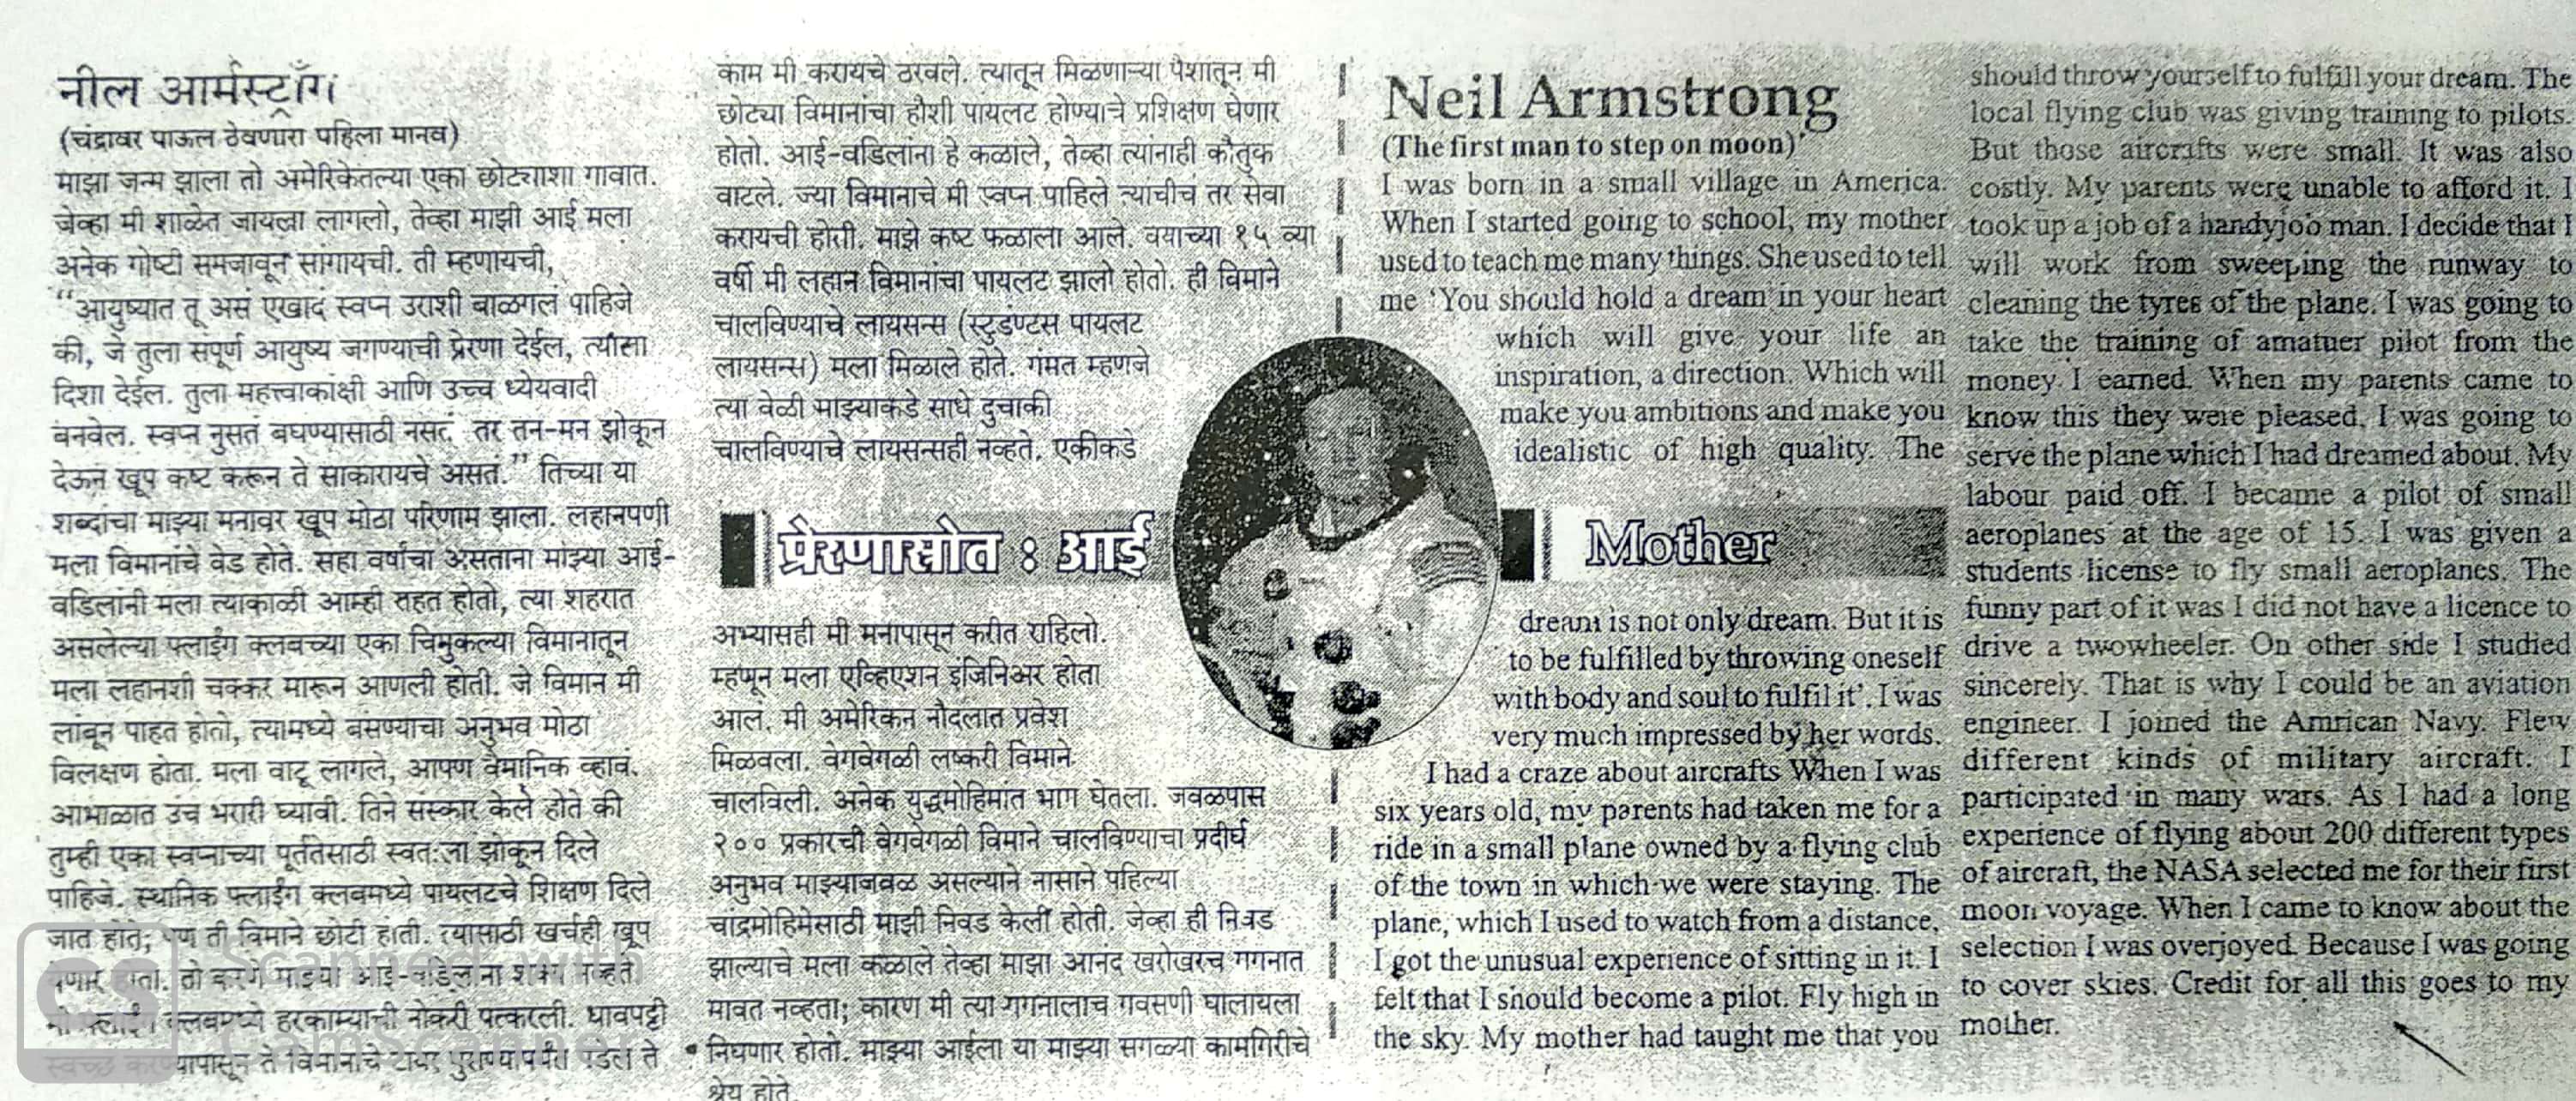 नील आर्मस्ट्राँग
(चंद्रावर पाऊल ठेवणारा पहिला मानव)
माझा जन्म झाला तो अमेरिकेतल्या एका छोट्याशा गावात.
जेव्हा मी शाळेत जायला लागलो, तेव्हा माझी आई मला
अनेक गोष्टी समजावून सांगायची. ती म्हणायची,
"आयुष्यात तू असं एखादं स्वप्न उराशी बाळगलं पाहिजे
की, जे तुला संपूर्ण आयुष्य जगण्याची प्रेरणा देईल, त्याला
दिशा देईल. तुला महत्त्वाकांक्षी आणि उच्च ध्येयवादी
बनवेल. स्वप्न नुसतं बघण्यासाठी नसतं तर तन-मन झोकून
देऊन खूप कष्ट करून ते साकारायचे असतं." तिच्या या
शब्दांचा माझ्या मनावर खूप मोठा परिणाम झाला. लहानपणी
मला विमानांचे वेड होते. सहा वर्षांचा असताना माझ्या आई-
वडिलांनी मला त्याकाळी आम्ही राहत होतो, त्या शहरात
असलेल्या फ्लाईंग क्लबच्या एका चिमुकल्या विमानातून
मला लहानशी चक्कर मारून आणली होती. जे विमान मी
लांबून पाहत होतो, त्यामध्ये बसण्याचा अनुभव मोठा
विलक्षण होता. मला वाटू लागले, आपण वैमानिक व्हावं.
आभाळात उंच भरारी घ्यावी. तिने संस्कार केले होते की
तुम्ही एका स्वप्नाच्या पूर्ततेसाठी स्वतःला झोकून दिले
पाहिजे. स्थानिक फ्लाईंग क्लबमध्ये पायलटचे शिक्षण दिले
जात होते; पण ती विमाने छोटी होती. त्यासाठी खर्चही खूप
येणार होता. तो करणं माझ्या आई-वडिलांना शक्य नव्हते
मी फ्लाईंग क्लबमध्ये हरकाम्याची नोकरी पत्करली. धावपट्टी
स्वच्छ करण्यापासून ते विमानाचे टायर पुसण्यापर्यंत पडेल ते
काम मी करायचे ठरवले. त्यातून मिळणाऱ्या पैशातून मी
छोट्या विमानांचा हौशी पायलट होण्याचे प्रशिक्षण घेणार
होतो. आई-वडिलांना हे कळाले, तेव्हा त्यांनाही कौतुक
वाटले. ज्या विमानाचे मी स्वप्न पाहिले त्यांचीच तर सेवा
करायची होती. माझे कष्ट फळाला आले. वयाच्या १५ व्या
वर्षी मी लहान विमानांचा पायलट झालो होतो. ही विमाने
चालविण्याचे लायसन्स (स्टुडंण्टस पायलट
लायसन्स) मला मिळाले होते. गंमत म्हणजे
त्या वेळी माझ्याकडे साधे दुचाकी
चालविण्याचे लायसन्सही नव्हते. एकीकडे
प्रेरणास्रोत : आई
अभ्यासही मी मनापासून करीत राहिलो.
म्हणून मला एव्हिएशन इंजिनिअर होता
आलं. मी अमेरिकन नौदलात प्रवेश
मिळवला. वेगवेगळी लष्करी विमाने
चालविली. अनेक युद्धमोहिमांत भाग घेतला. जवळपास
२०० प्रकारची वेगवेगळी विमाने चालविण्याचा प्रदीर्घ
अनुभव माझ्याजवळ असल्याने नासाने पहिल्या
चांद्रमोहिमेसाठी माझी निवड केली होती. जेव्हा ही निवड
झाल्याचे मला कळाले तेव्हा माझा आनंद खरोखरच गगनात
मावत नव्हता; कारण मी त्या गगनालाच गवसणी घालायला
निघणार होतो. माझ्या आईला या माझ्या सगळ्या कामगिरीचे
श्रेय होते.
Neil Armstrong
(The first man to step on moon)
I was born in a small village in America.
When I started going to school, my mother
used to teach me many things. She used to tell
me 'You should hold a dream in your heart
which will give your life an
inspiration, a direction. Which will
make you ambitions and make you
idealistic of high quality. The
Mother
dream is not only dream. But it is
to be fulfilled by throwing oneself
with body and soul to fulfil it'. I was
very much impressed by her words.
I had a craze about aircrafts When I was
six years old, my parents had taken me for a
ride in a small plane owned by a flying club
of the town in which we were staying. The
plane, which I used to watch from a distance,
I got the unusual experience of sitting in it. I
felt that I should become a pilot. Fly high in
the sky. My mother had taught me that you
should throw yourself to fulfill your dream. The
local flying club was giving training to pilots.
But those aircrafts were small. It was also
costly. My parents were unable to afford it. I
took up a job of a handyjob man. I decide that I
will work from sweeping the runway to
cleaning the tyres of the plane. I was going to
take the training of amatuer pilot from the
money I earned. When my parents came to
know this they were pleased. I was going to
serve the plane which I had dreamed about. My
labour paid off. I became a pilot of small
aeroplanes at the age of 15. I was given a
students license to fly small aeroplanes. The
funny part of it was I did not have a licence to
drive a twowheeler. On other side I studied
sincerely. That is why I could be an aviation
engineer. I joined the Amrican Navy. Flew
different kinds of military aircraft. I
participated in many wars. As I had a long
experience of flying about 200 different types
of aircraft, the NASA selected me for their first
moon voyage. When I came to know about the
selection I was overjoyed. Because I was going
to cover skies. Credit for all this goes to my
mother.
CS Scanned with
CamScanner